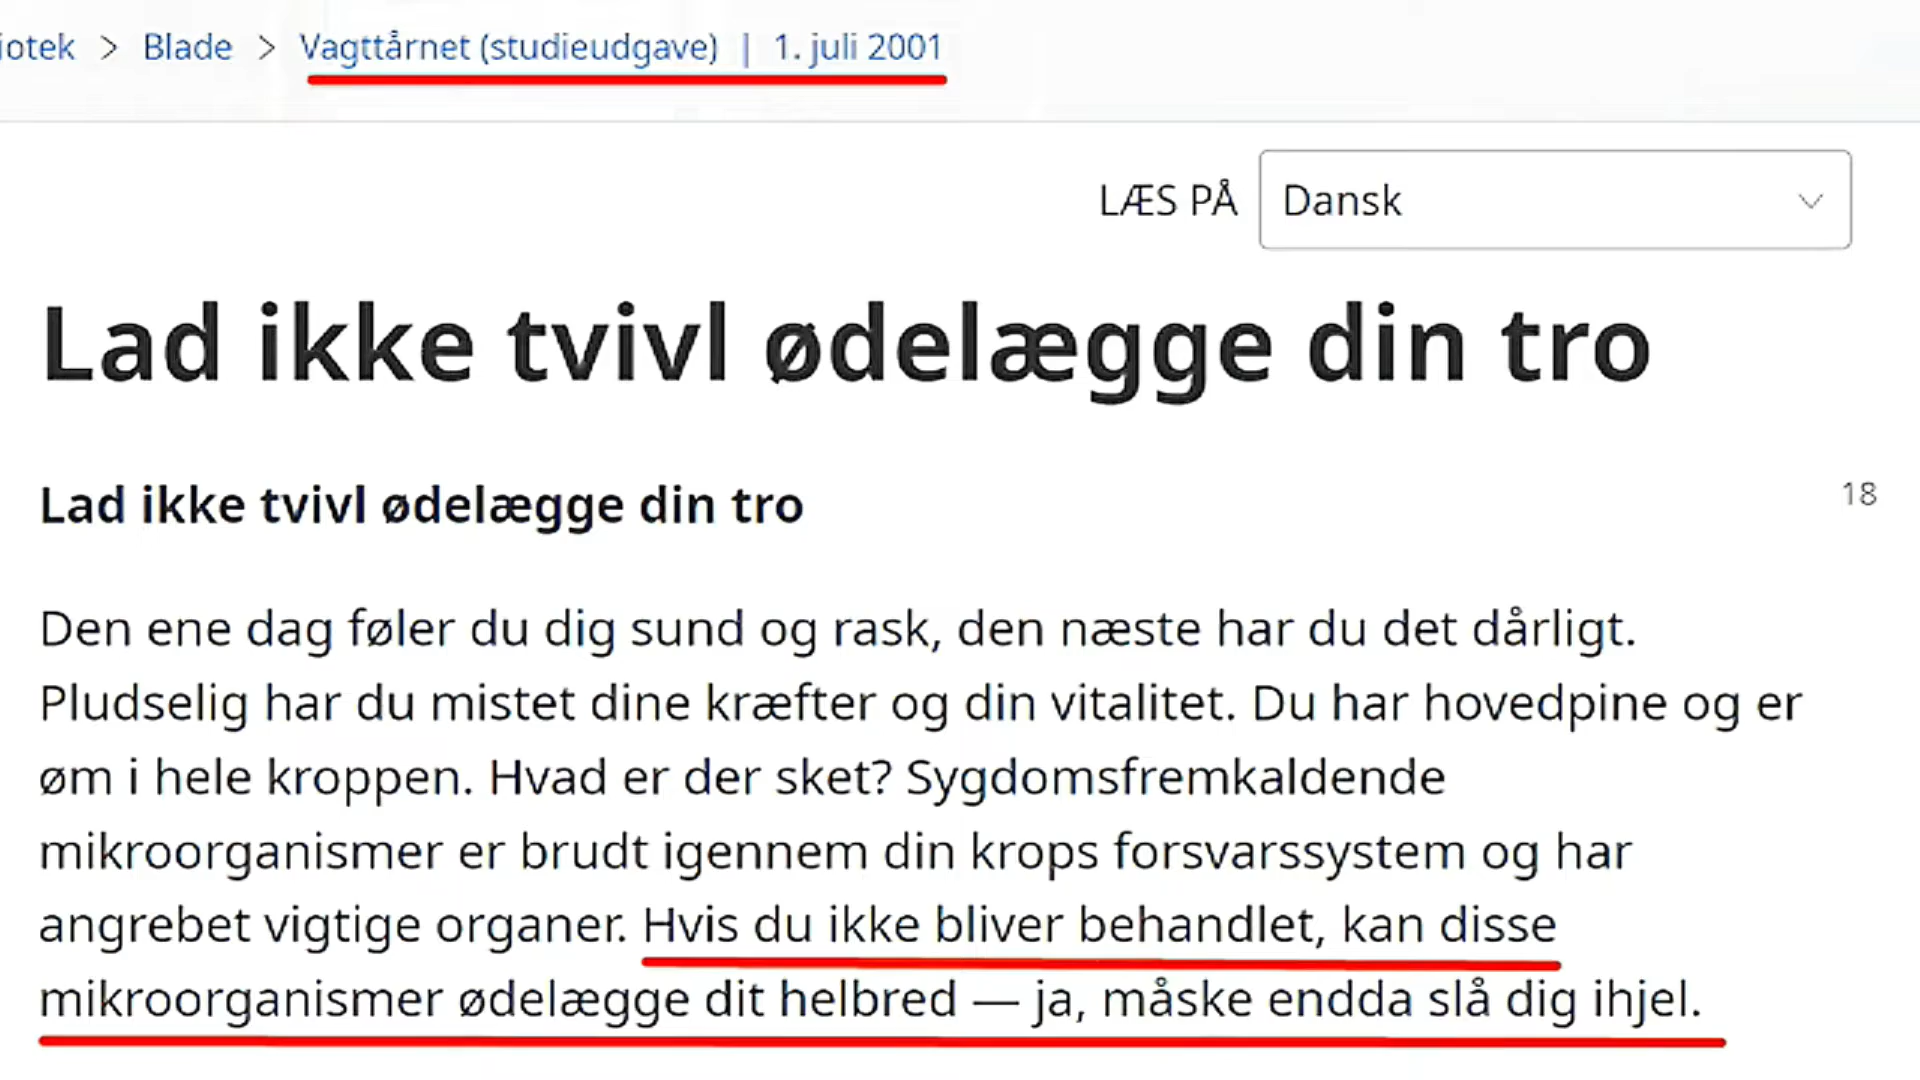 iotek > Blade > Vagttårnet (studieudgave) | 1. juli 2001
LÆS PÅ Dansk
Lad ikke tvivl ødelægge din tro
Lad ikke tvivl ødelægge din tro 18
Den ene dag føler du dig sund og rask, den næste har du det dårligt.
Pludselig har du mistet dine kræfter og din vitalitet. Du har hovedpine og er
øm i hele kroppen. Hvad er der sket? Sygdomsfremkaldende
mikroorganismer er brudt igennem din krops forsvarssystem og har
angrebet vigtige organer. Hvis du ikke bliver behandlet, kan disse
mikroorganismer ødelægge dit helbred — ja, måske endda slå dig ihjel.